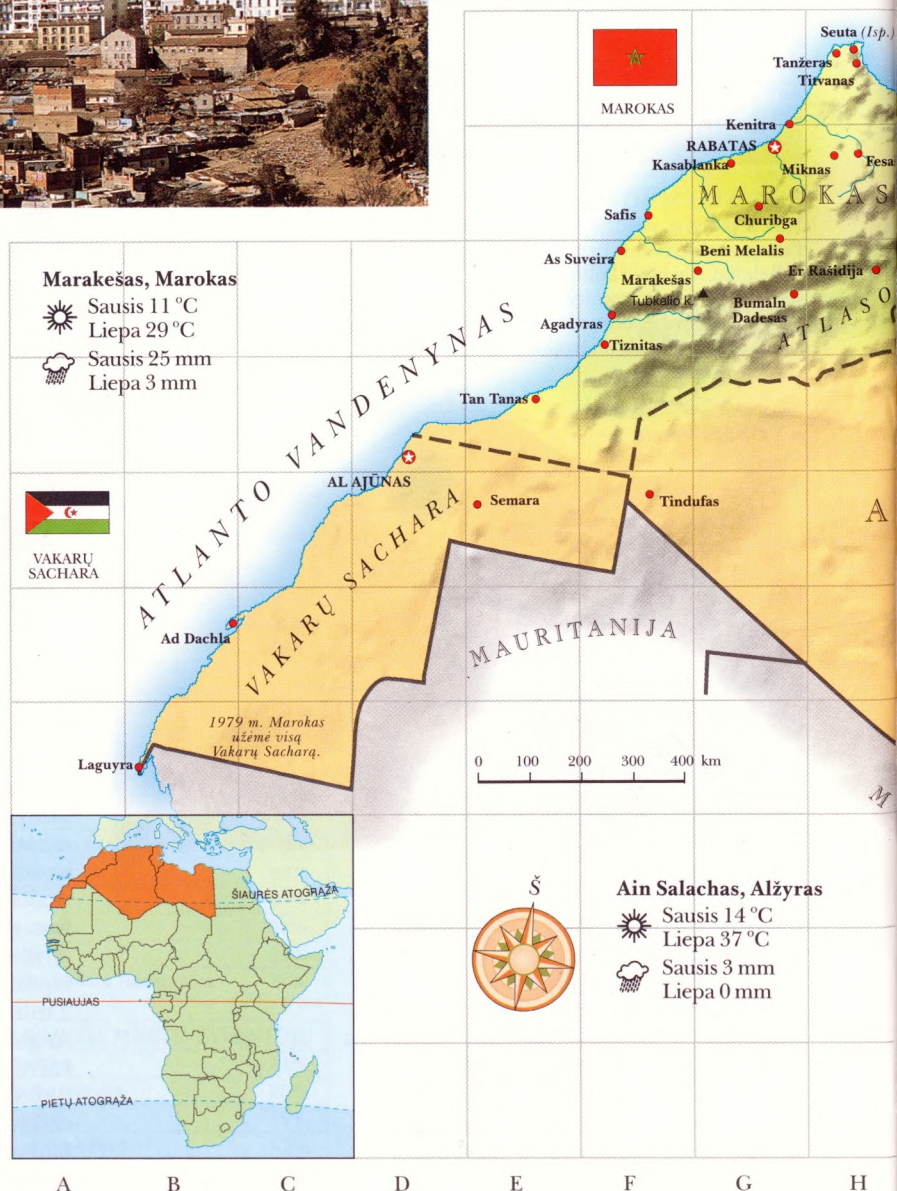 Seuta (Isp.)
Tanžeras
Titvanas
MAROKAS
Kenitra
RABATAS
Kasablanka
Miknas
Fesa
MAROKAS
Safis
Churibga
Beni Melalis
As Suveira
Marakešas
Er Rašidija
Tubkalio k.
Bumaln
Dadesas
Agadyras
ATLASO
Tiznitas
Marakešas, Marokas
Sausis 11 °C
Liepa 29 °C
Sausis 25 mm
Liepa 3 mm
ATLANTO VANDENYNAS
Tan Tanas
AL AJŪNAS
Semara
Tindufas
A
VAKARŲ
SACHARA
VAKARŲ SACHARA
Ad Dachla
MAURITANIJA
1979 m. Marokas
užėmė visą
Vakarų Sacharą.
Laguyra
0 100 200 300 400 km
M
ŠIAURĖS ATOGRĄŽA
PUSIAUJAS
PIETŲ ATOGRĄŽA
Š
Ain Salachas, Alžyras
Sausis 14 °C
Liepa 37 °C
Sausis 3 mm
Liepa 0 mm
A B C D E F G H